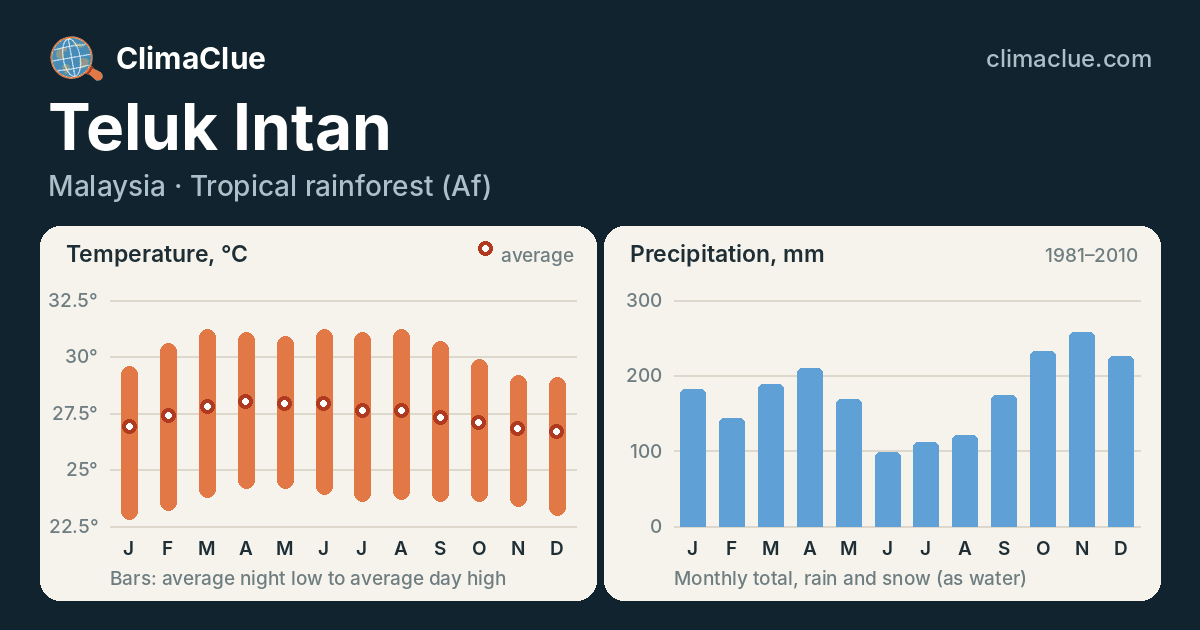 ClimaClue
climaclue.com
Teluk Intan
Malaysia · Tropical rainforest (Af)
Temperature, °C
average
32.5°
30°
27.5°
25°
22.5°
J F M A M J J A S O N D
Bars: average night low to average day high
Precipitation, mm
1981–2010
300
200
100
0
J F M A M J J A S O N D
Monthly total, rain and snow (as water)